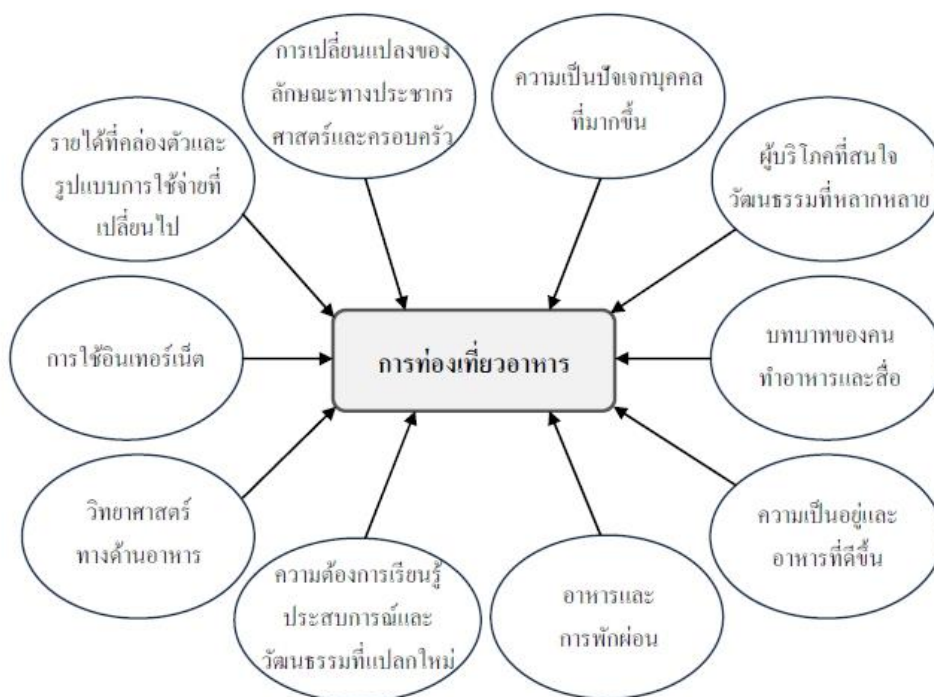 การเปลี่ยนแปลงของ
ลักษณะทางประชากร
ศาสตร์และครอบครัว
ความเป็นปัจเจกบุคคล
ที่มากขึ้น
รายได้ที่คล่องตัวและ
รูปแบบการใช้จ่ายที่
เปลี่ยนไป
ผู้บริโภคที่สนใจ
วัฒนธรรมที่หลากหลาย
การใช้อินเทอร์เน็ต
การท่องเที่ยวอาหาร
บทบาทของคน
ทำอาหารและสื่อ
วิทยาศาสตร์
ทางด้านอาหาร
ความต้องการเรียนรู้
ประสบการณ์และ
วัฒนธรรมที่แปลกใหม่
อาหารและ
การพักผ่อน
ความเป็นอยู่และ
อาหารที่ดีขึ้น